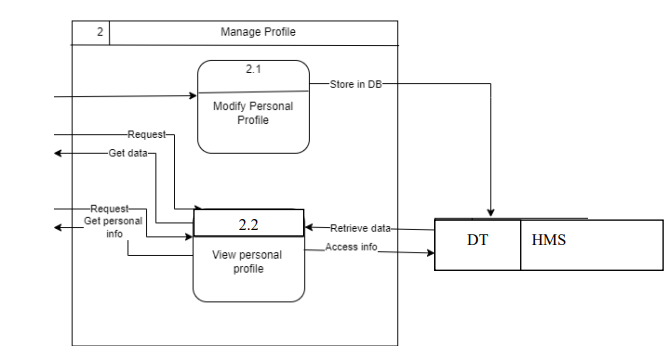 2 Manage Profile
2.1
Store in DB
Modify Personal
Profile
Request
Get data
Request
Get personal
info
2.2
View personal
profile
Retrieve data
Access info
DT HMS